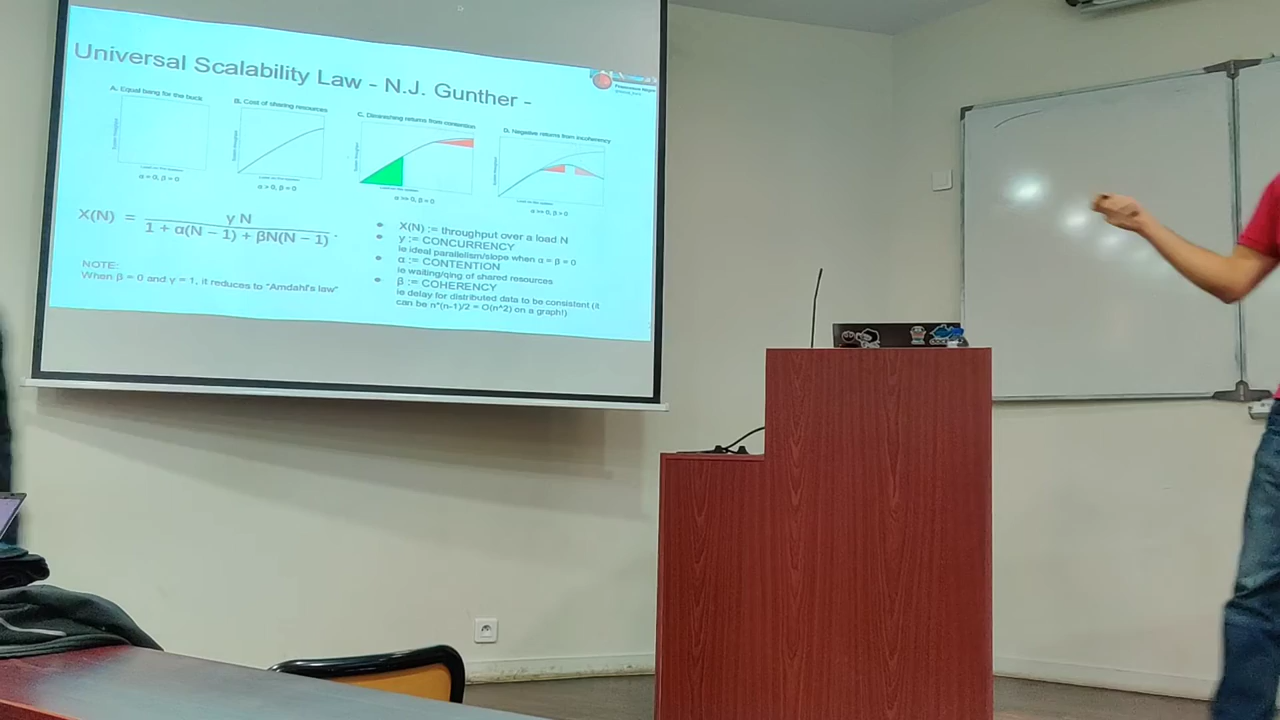 Universal Scalability Law - N.J. Gunther -
A. Equal bang for the buck
α = 0, β = 0
B. Cost of sharing resources
α > 0, β = 0
C. Diminishing returns from contention
α >> 0, β = 0
D. Negative returns from incoherency
α >> 0, β > 0
X(N) = y N
1 + α(N − 1) + βN(N − 1) .
NOTE:
When β = 0 and γ = 1, it reduces to "Amdahl's law"
X(N) := throughput over a load N
y := CONCURRENCY
ie ideal parallelism/slope when α = β = 0
α := CONTENTION
ie waiting/qing of shared resources
β := COHERENCY
ie delay for distributed data to be consistent (it
can be n*(n-1)/2 = O(n^2) on a graph!)